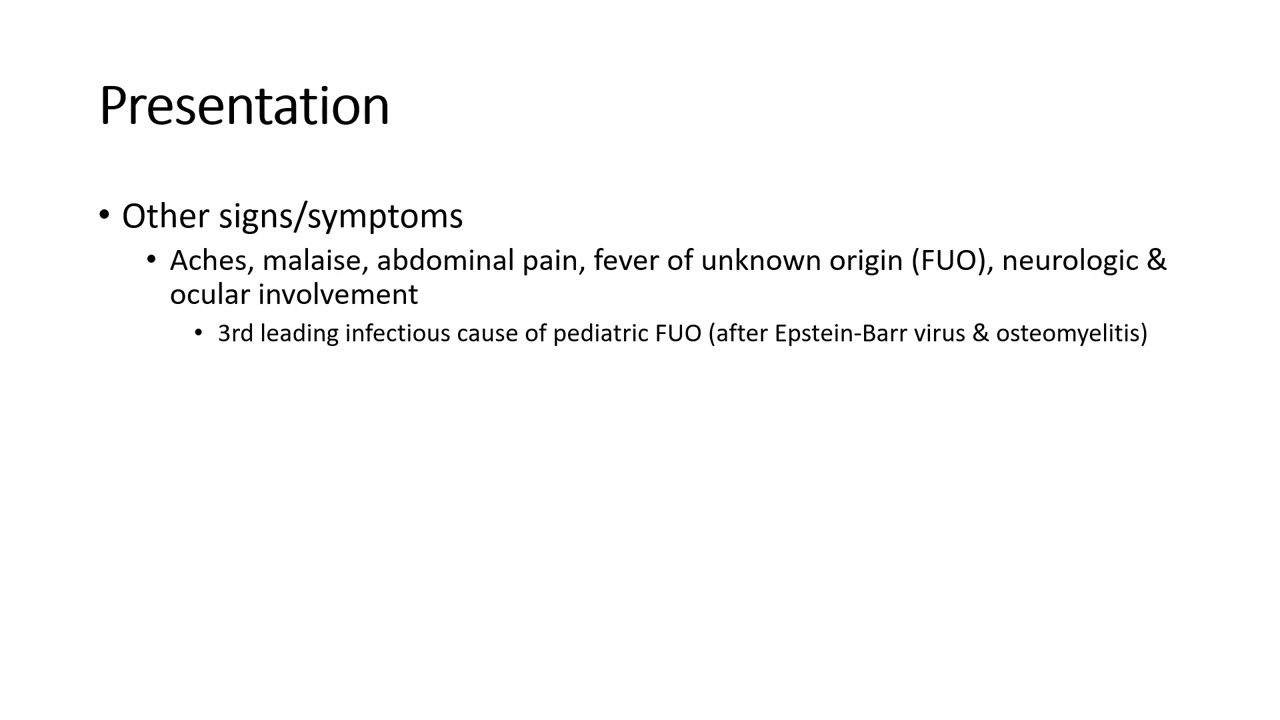 Presentation
• Other signs/symptoms
• Aches, malaise, abdominal pain, fever of unknown origin (FUO), neurologic &
ocular involvement
• 3rd leading infectious cause of pediatric FUO (after Epstein-Barr virus & osteomyelitis)